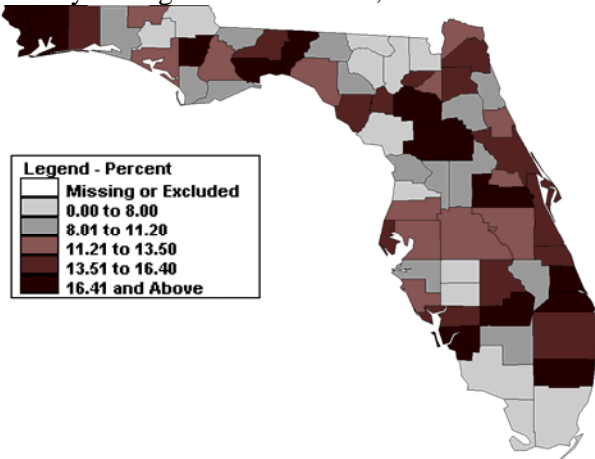 Legend - Percent
Missing or Excluded
0.00 to 8.00
8.01 to 11.20
11.21 to 13.50
13.51 to 16.40
16.41 and Above